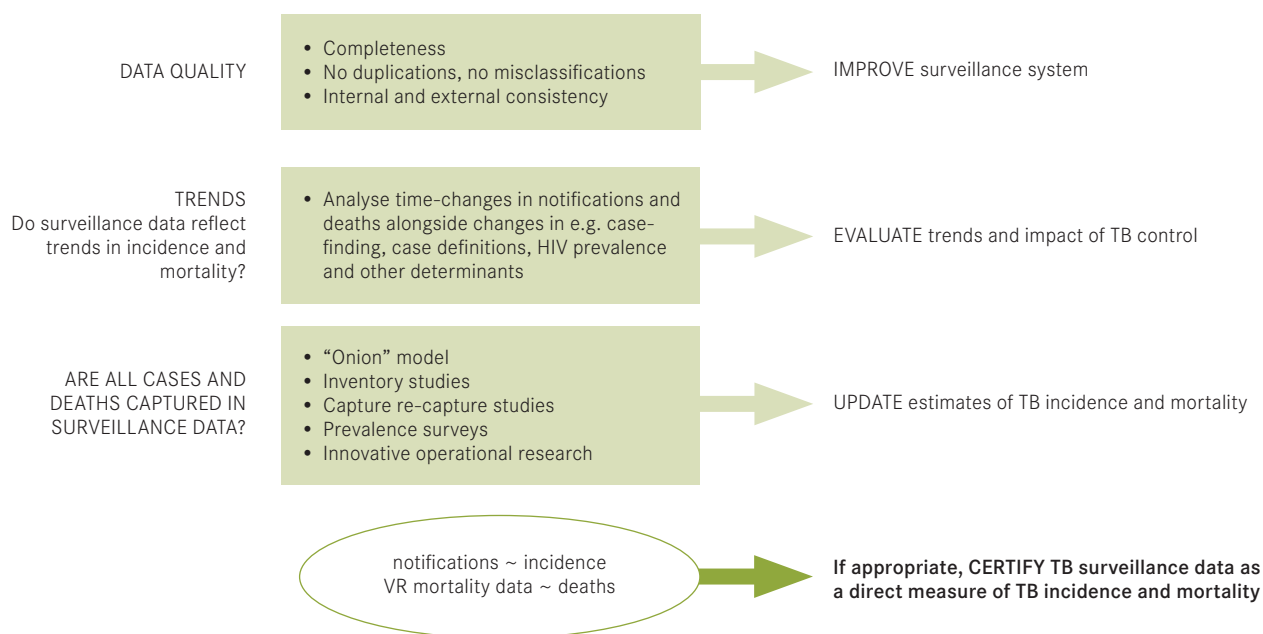 DATA QUALITY
• Completeness
• No duplications, no misclassifications
• Internal and external consistency
IMPROVE surveillance system
TRENDS
Do surveillance data reflect
trends in incidence and
mortality?
• Analyse time-changes in notifications and
deaths alongside changes in e.g. case-
finding, case definitions, HIV prevalence
and other determinants
EVALUATE trends and impact of TB control
ARE ALL CASES AND
DEATHS CAPTURED IN
SURVEILLANCE DATA?
• “Onion” model
• Inventory studies
• Capture re-capture studies
• Prevalence surveys
• Innovative operational research
UPDATE estimates of TB incidence and mortality
notifications ~ incidence
VR mortality data ~ deaths
If appropriate, CERTIFY TB surveillance data as
a direct measure of TB incidence and mortality